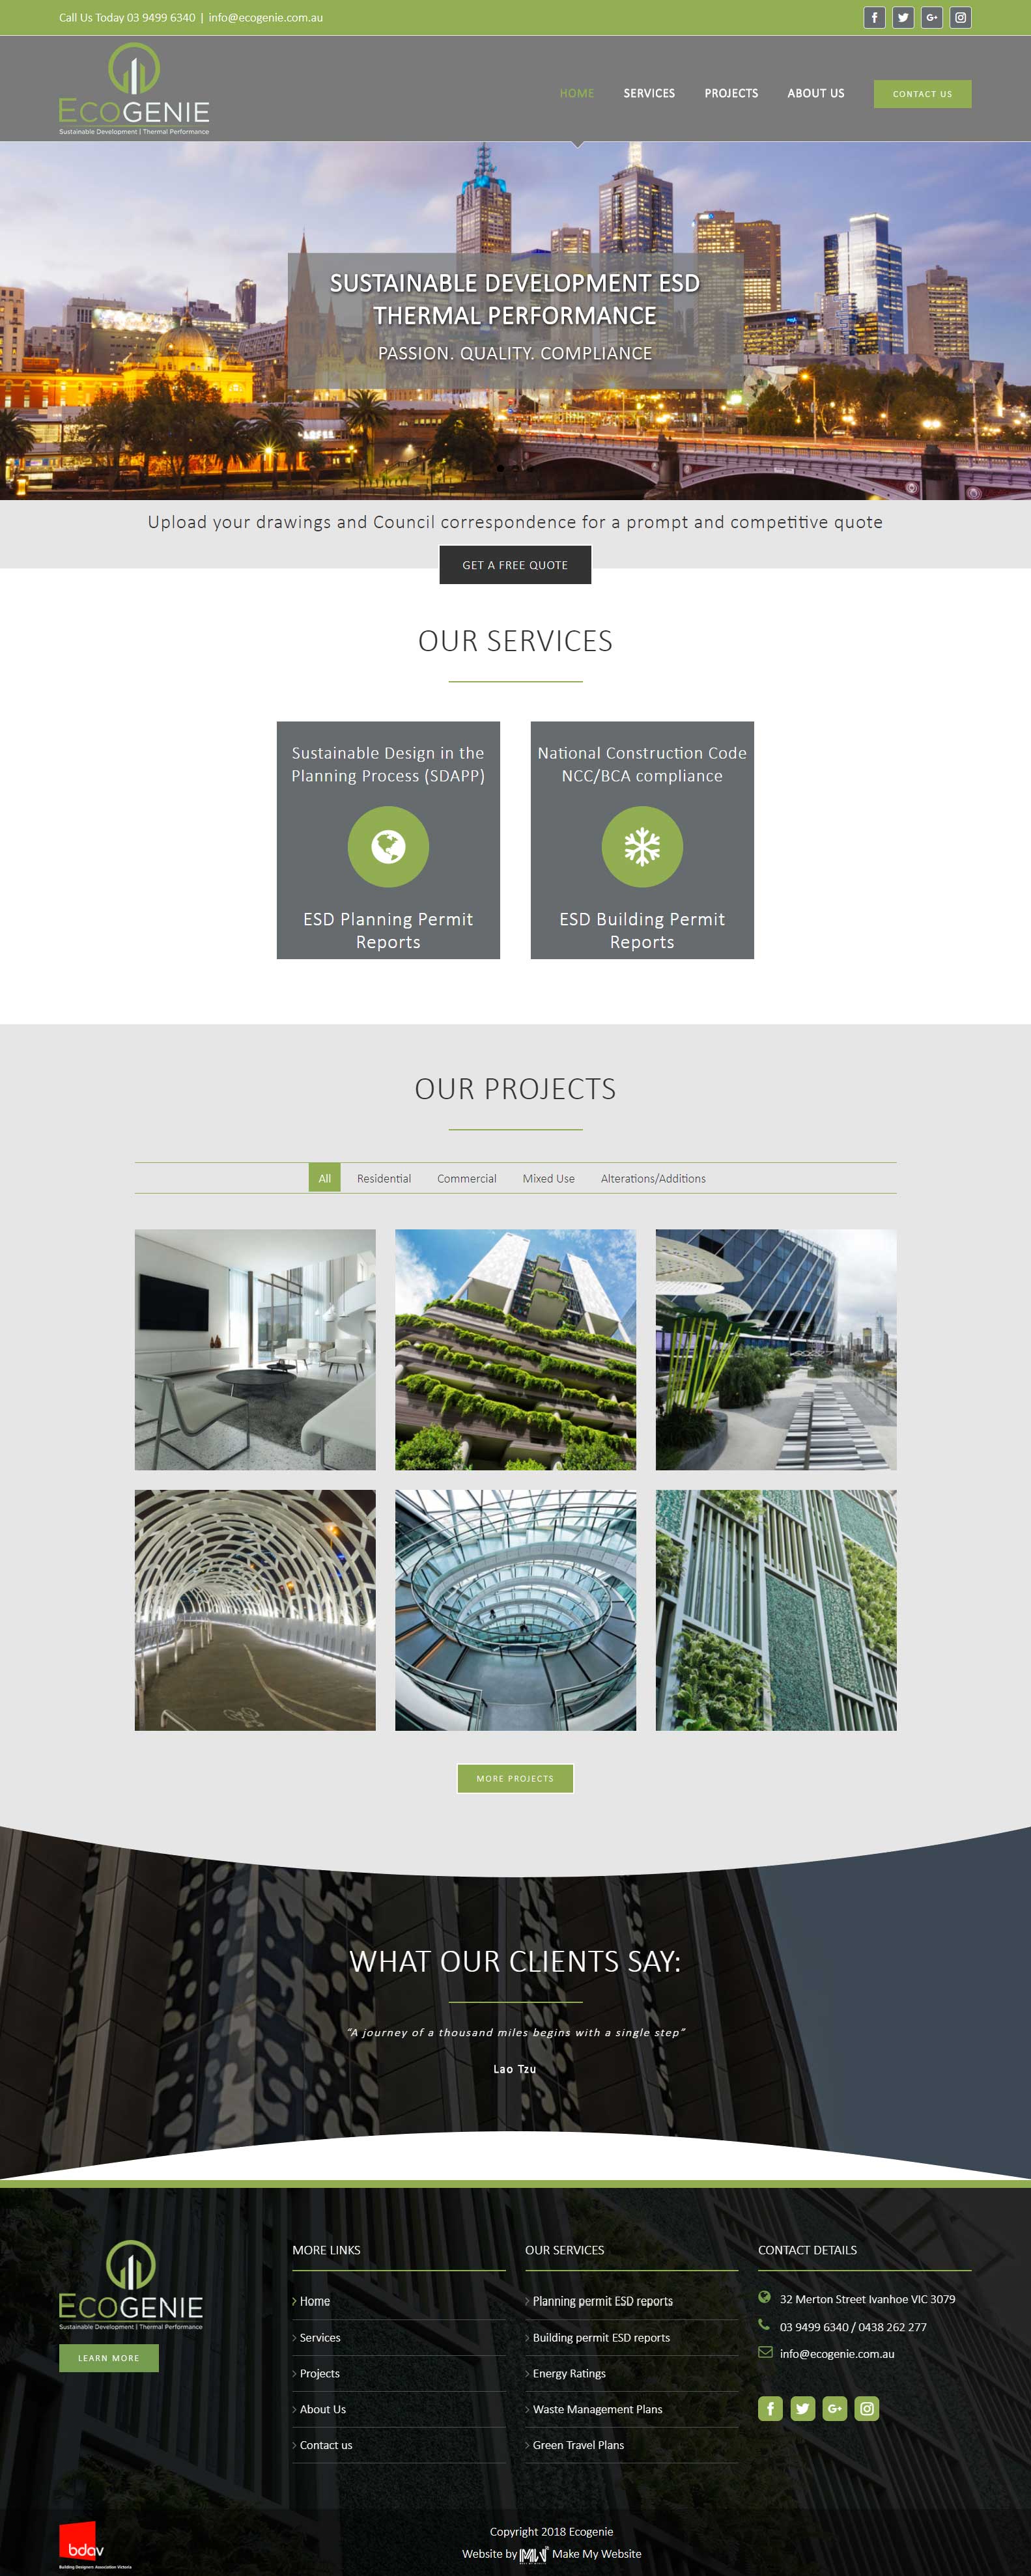 Call Us Today 03 9499 6340 | info@ecogenie.com.au
ECOGENIE
Sustainable Development | Thermal Performance
HOME SERVICES PROJECTS ABOUT US CONTACT US
SUSTAINABLE DEVELOPMENT ESD
THERMAL PERFORMANCE
PASSION. QUALITY. COMPLIANCE
Upload your drawings and Council correspondence for a prompt and competitive quote
GET A FREE QUOTE
OUR SERVICES
Sustainable Design in the
Planning Process (SDAPP)
ESD Planning Permit
Reports
National Construction Code
NCC/BCA compliance
ESD Building Permit
Reports
OUR PROJECTS
All Residential Commercial Mixed Use Alterations/Additions
MORE PROJECTS
WHAT OUR CLIENTS SAY:
“A journey of a thousand miles begins with a single step”
Lao Tzu
ECOGENIE
Sustainable Development | Thermal Performance
LEARN MORE
MORE LINKS
Home
Services
Projects
About Us
Contact us
OUR SERVICES
Planning permit ESD reports
Building permit ESD reports
Energy Ratings
Waste Management Plans
Green Travel Plans
CONTACT DETAILS
32 Merton Street Ivanhoe VIC 3079
03 9499 6340 / 0438 262 277
info@ecogenie.com.au
bdav
Building Designers Association Victoria
Copyright 2018 Ecogenie
Website by MMW Make My Website